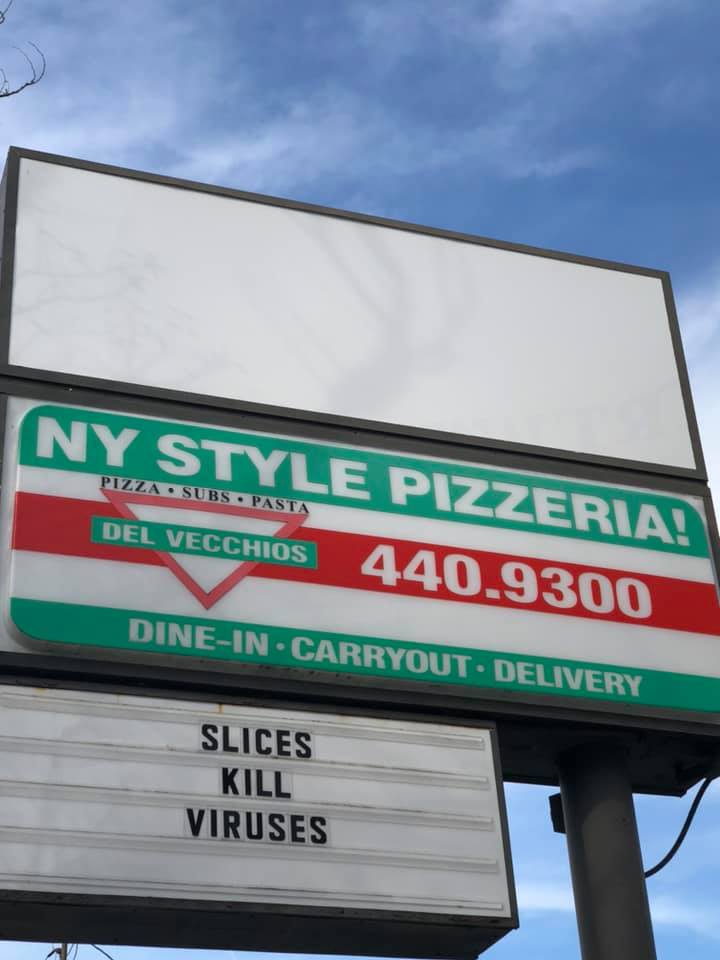 NY STYLE PIZZERIA!
PIZZA • SUBS • PASTA
DEL VECCHIOS
440.9300
DINE-IN • CARRYOUT • DELIVERY
SLICES
KILL
VIRUSES